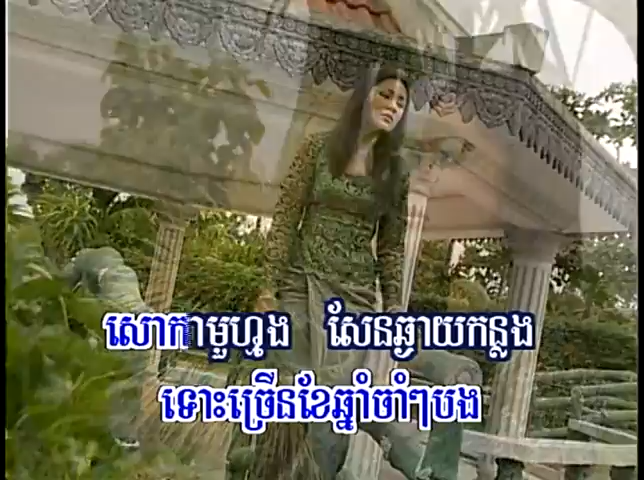 សោកាមួហ្មង សែនឆ្ងាយកន្លង
ទោះច្រើនខែឆ្នាំចាំៗបង